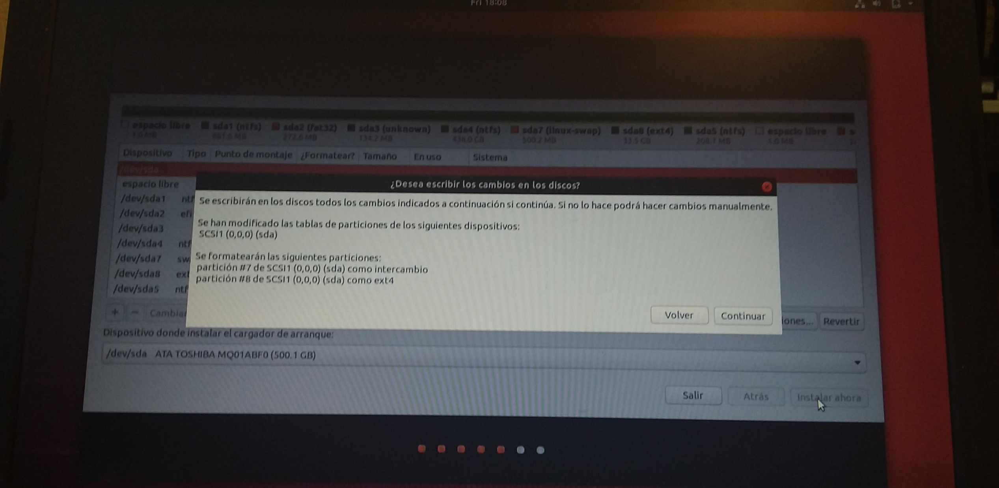 Fri 18:08
espacio libre sda1 (ntfs) sda2 (fat32) sda3 (unknown) sda4 (ntfs) sda7 (linux-swap) sda8 (ext4) sda5 (ntfs) espacio libre s
1.0 MB 681.6 MB 272.6 MB 134.2 MB 438.0 GB 500.2 MB 33.5 GB 208.7 MB 1.0 MB
Dispositivo Tipo Punto de montaje ¿Formatear? Tamaño En uso Sistema
/dev/sda
espacio libre
/dev/sda1 ntf
/dev/sda2 efi
/dev/sda3
/dev/sda4 ntf
/dev/sda7 sw
/dev/sda8 ext
/dev/sda5 ntf
¿Desea escribir los cambios en los discos?
Se escribirán en los discos todos los cambios indicados a continuación si continúa. Si no lo hace podrá hacer cambios manualmente.
Se han modificado las tablas de particiones de los siguientes dispositivos:
SCSI1 (0,0,0) (sda)
Se formatearán las siguientes particiones:
partición #7 de SCSI1 (0,0,0) (sda) como intercambio
partición #8 de SCSI1 (0,0,0) (sda) como ext4
Volver Continuar
+ − Cambiar iones... Revertir
Dispositivo donde instalar el cargador de arranque:
/dev/sda ATA TOSHIBA MQ01ABF0 (500.1 GB)
Salir Atrás Instalar ahora